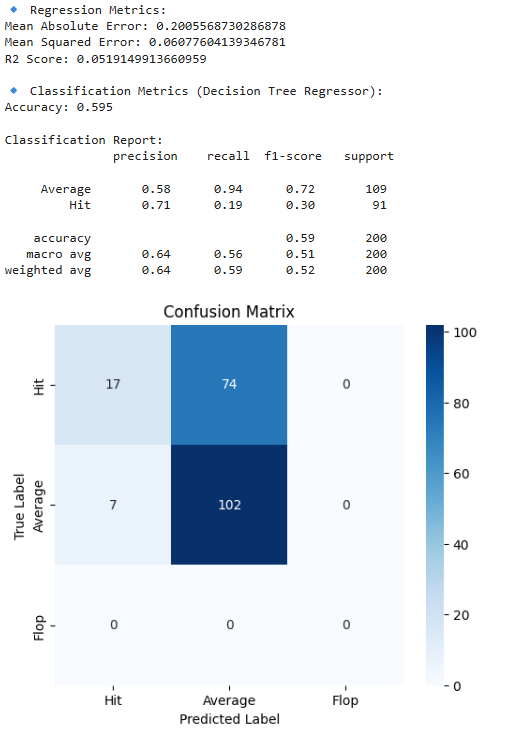 🔹 Regression Metrics:
Mean Absolute Error: 0.2005568730286878
Mean Squared Error: 0.06077604139346781
R2 Score: 0.0519149913660959
🔹 Classification Metrics (Decision Tree Regressor):
Accuracy: 0.595
Classification Report:
precision recall f1-score support
Average 0.58 0.94 0.72 109
Hit 0.71 0.19 0.30 91
accuracy 0.59 200
macro avg 0.64 0.56 0.51 200
weighted avg 0.64 0.59 0.52 200
Confusion Matrix
100
Hit 17 74 0
80
60
True Label
Average 7 102 0
40
20
Flop 0 0 0
0
Hit Average Flop
Predicted Label